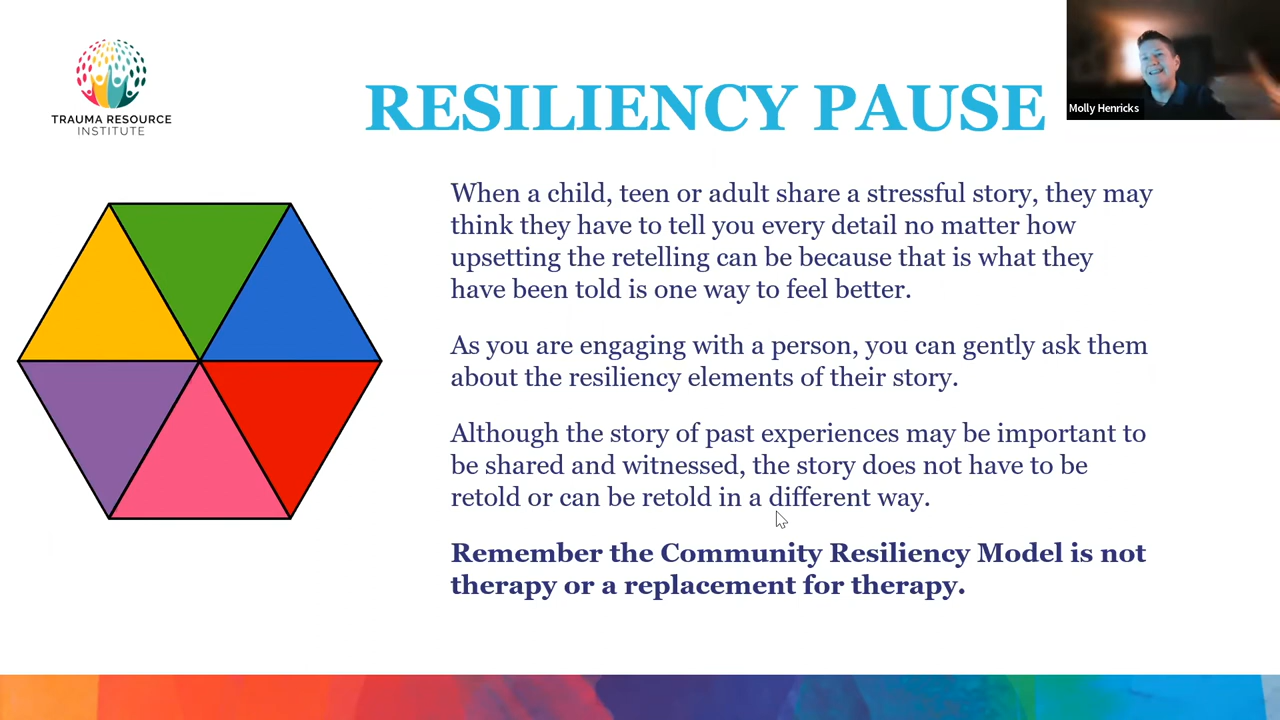 TRAUMA RESOURCE
INSTITUTE
RESILIENCY PAUSE
Molly Henricks
When a child, teen or adult share a stressful story, they may
think they have to tell you every detail no matter how
upsetting the retelling can be because that is what they
have been told is one way to feel better.
As you are engaging with a person, you can gently ask them
about the resiliency elements of their story.
Although the story of past experiences may be important to
be shared and witnessed, the story does not have to be
retold or can be retold in a different way.
Remember the Community Resiliency Model is not
therapy or a replacement for therapy.